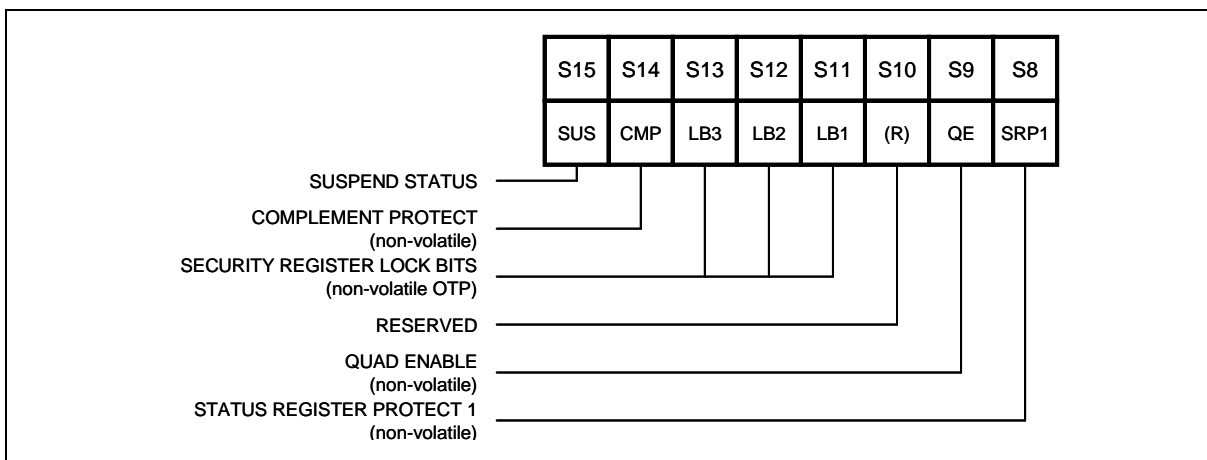 S15 S14 S13 S12 S11 S10 S9 S8
SUS CMP LB3 LB2 LB1 (R) QE SRP1
SUSPEND STATUS
COMPLEMENT PROTECT
(non-volatile)
SECURITY REGISTER LOCK BITS
(non-volatile OTP)
RESERVED
QUAD ENABLE
(non-volatile)
STATUS REGISTER PROTECT 1
(non-volatile)